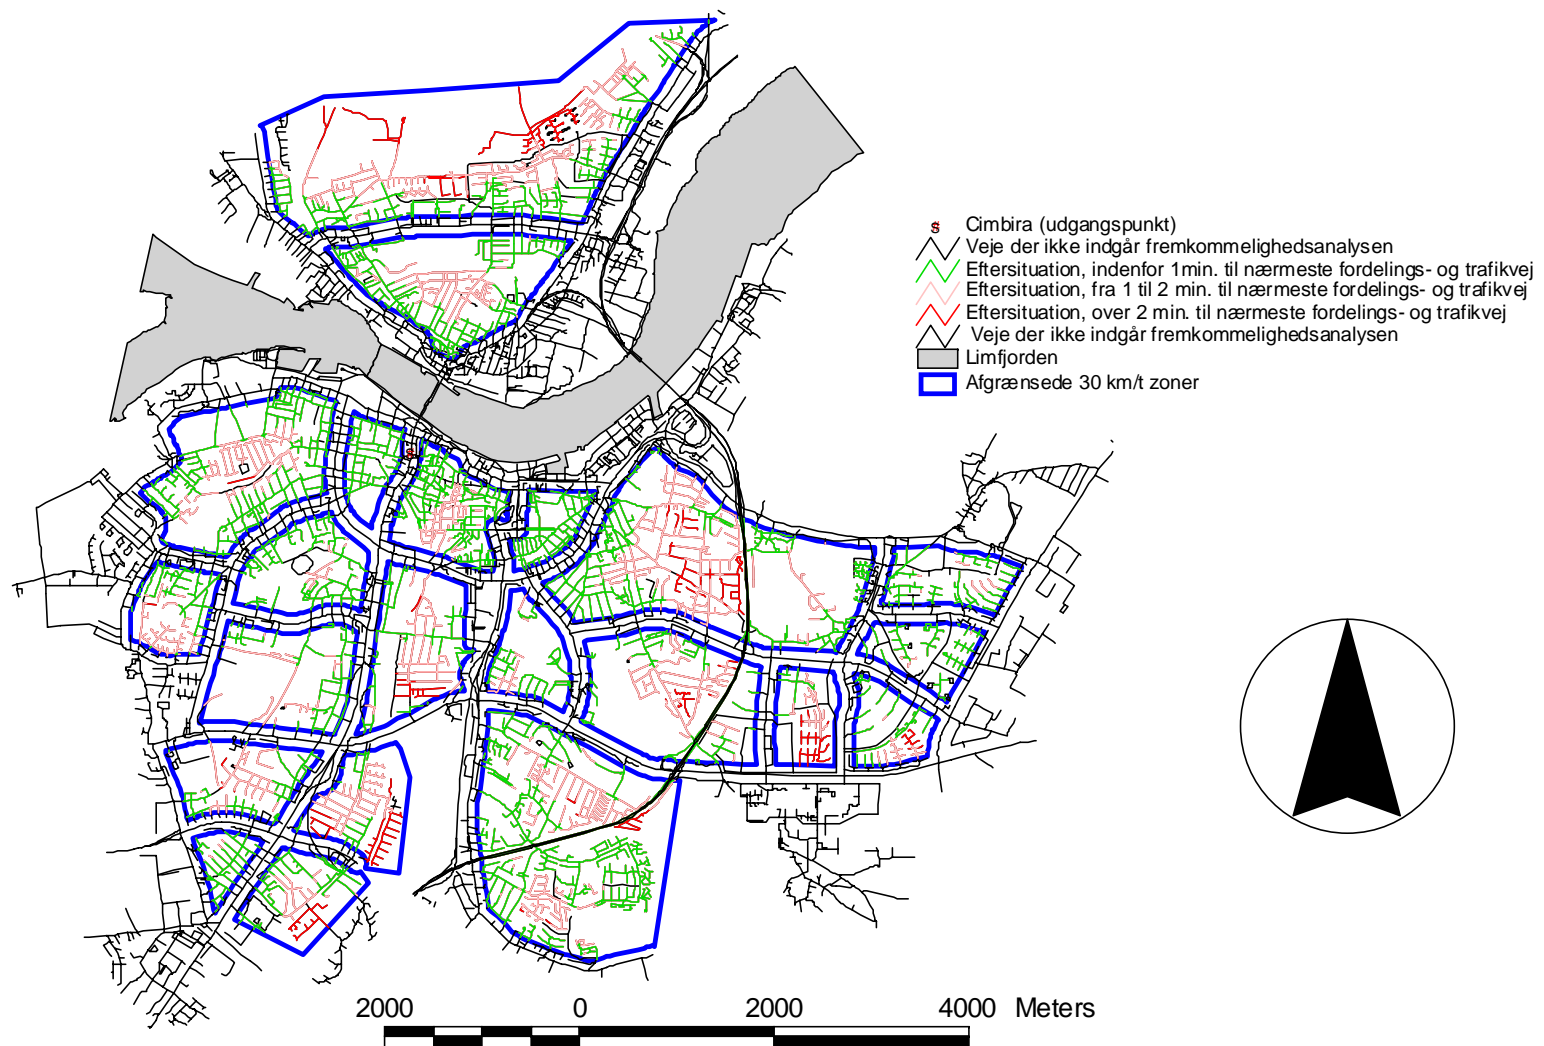 Cimbira (udgangspunkt)
Veje der ikke indgår fremkommelighedsanalysen
Eftersituation, indenfor 1min. til nærmeste fordelings- og trafikvej
Eftersituation, fra 1 til 2 min. til nærmeste fordelings- og trafikvej
Eftersituation, over 2 min. til nærmeste fordelings- og trafikvej
Veje der ikke indgår fremkommelighedsanalysen
Limfjorden
Afgrænsede 30 km/t zoner
2000 0 2000 4000 Meters